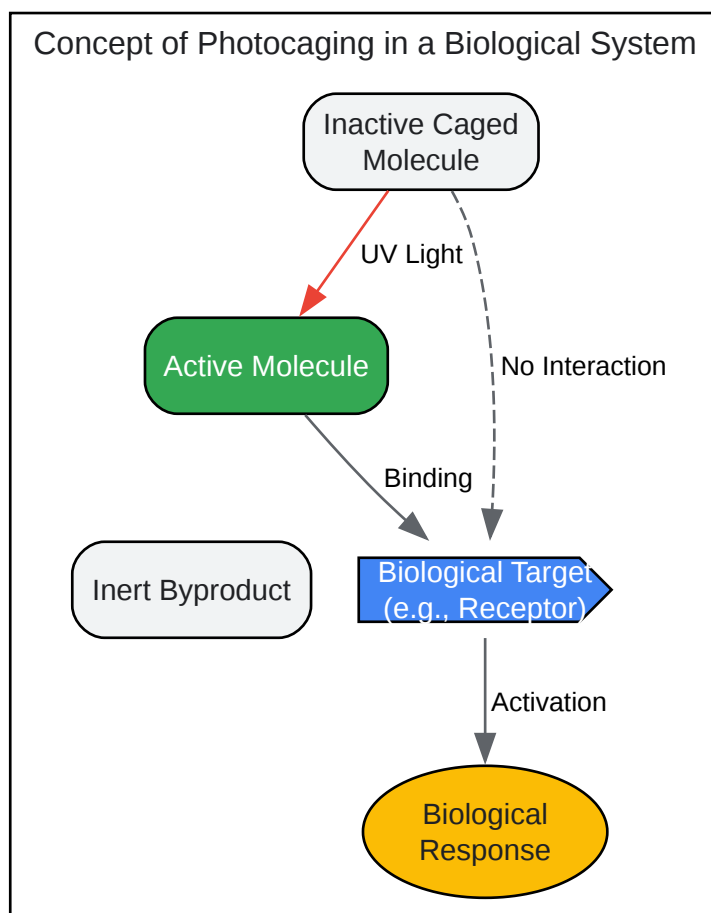 Concept of Photocaging in a Biological System
Inactive Caged
Molecule
UV Light
Active Molecule
No Interaction
Binding
Inert Byproduct
Biological Target
(e.g., Receptor)
Activation
Biological
Response